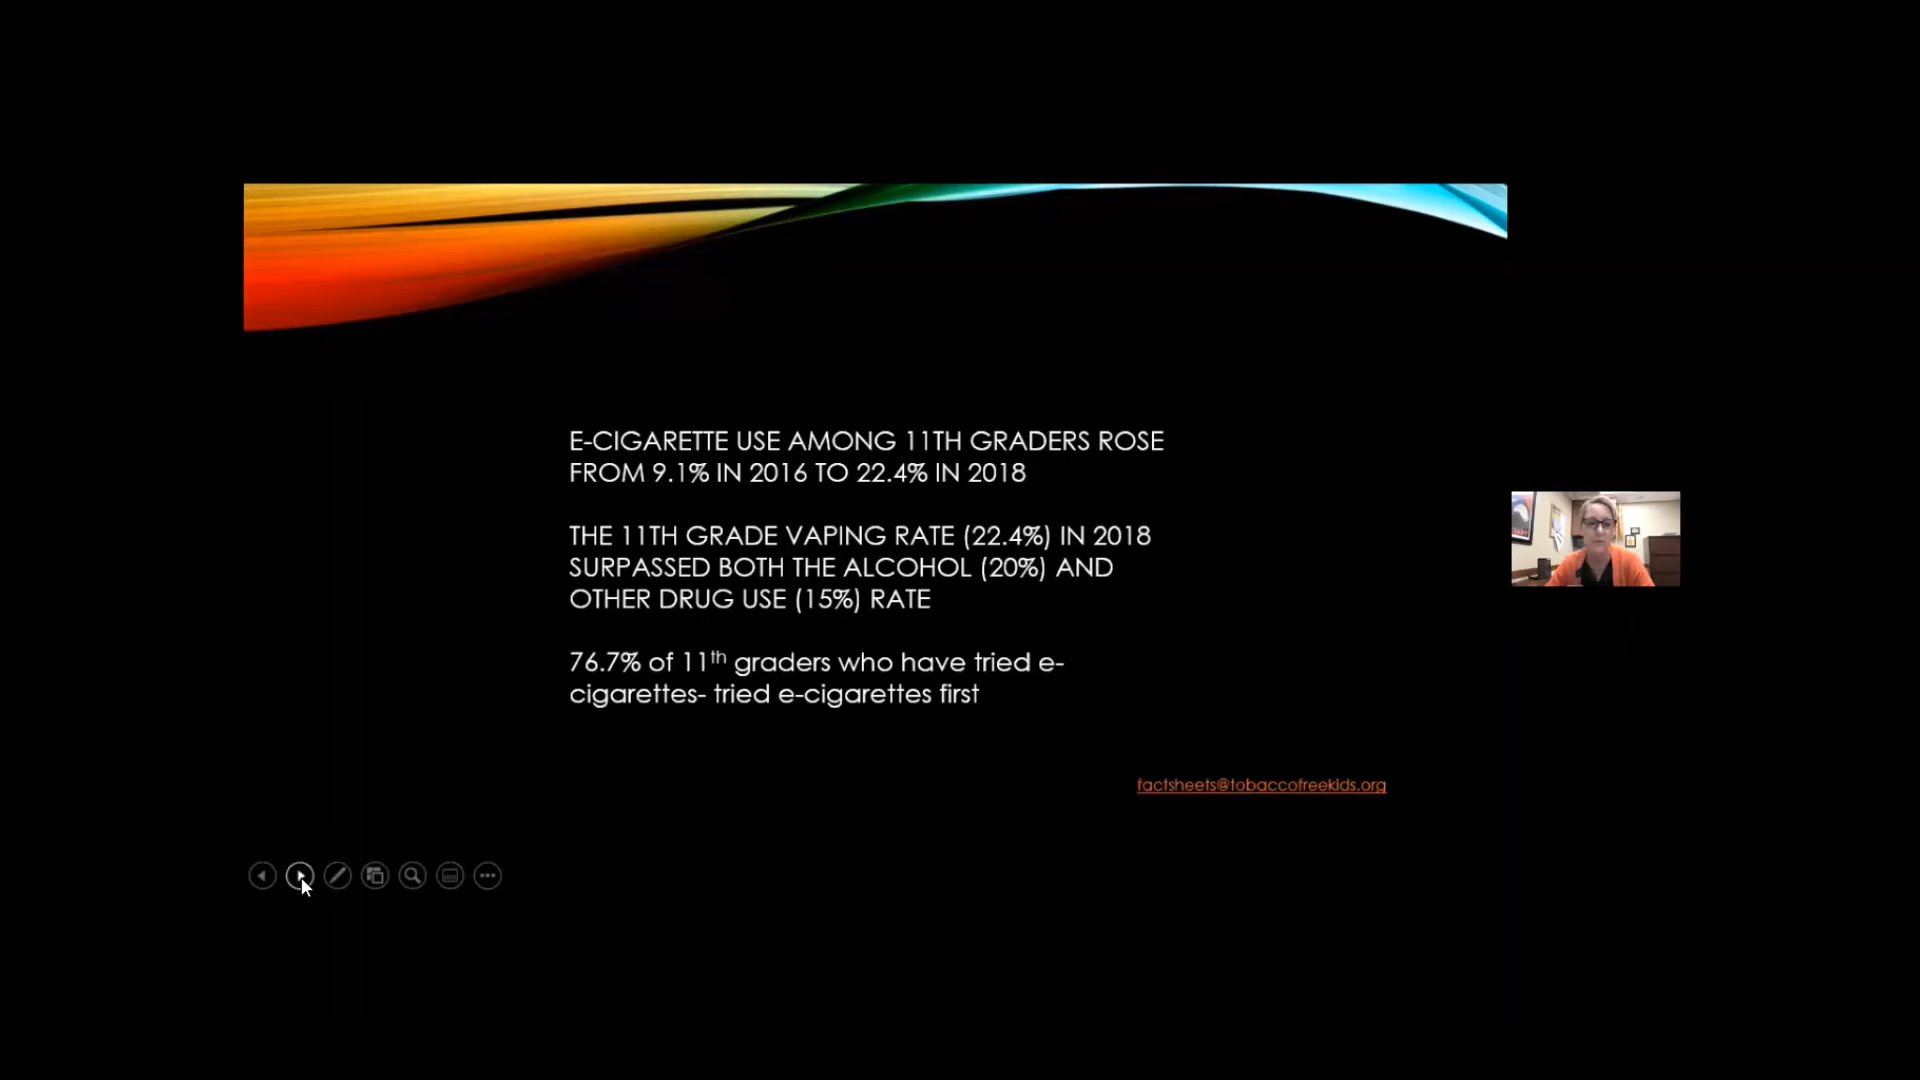 E-CIGARETTE USE AMONG 11TH GRADERS ROSE
FROM 9.1% IN 2016 TO 22.4% IN 2018
THE 11TH GRADE VAPING RATE (22.4%) IN 2018
SURPASSED BOTH THE ALCOHOL (20%) AND
OTHER DRUG USE (15%) RATE
76.7% of 11th graders who have tried e-
cigarettes- tried e-cigarettes first
factsheets@tobaccofreekids.org